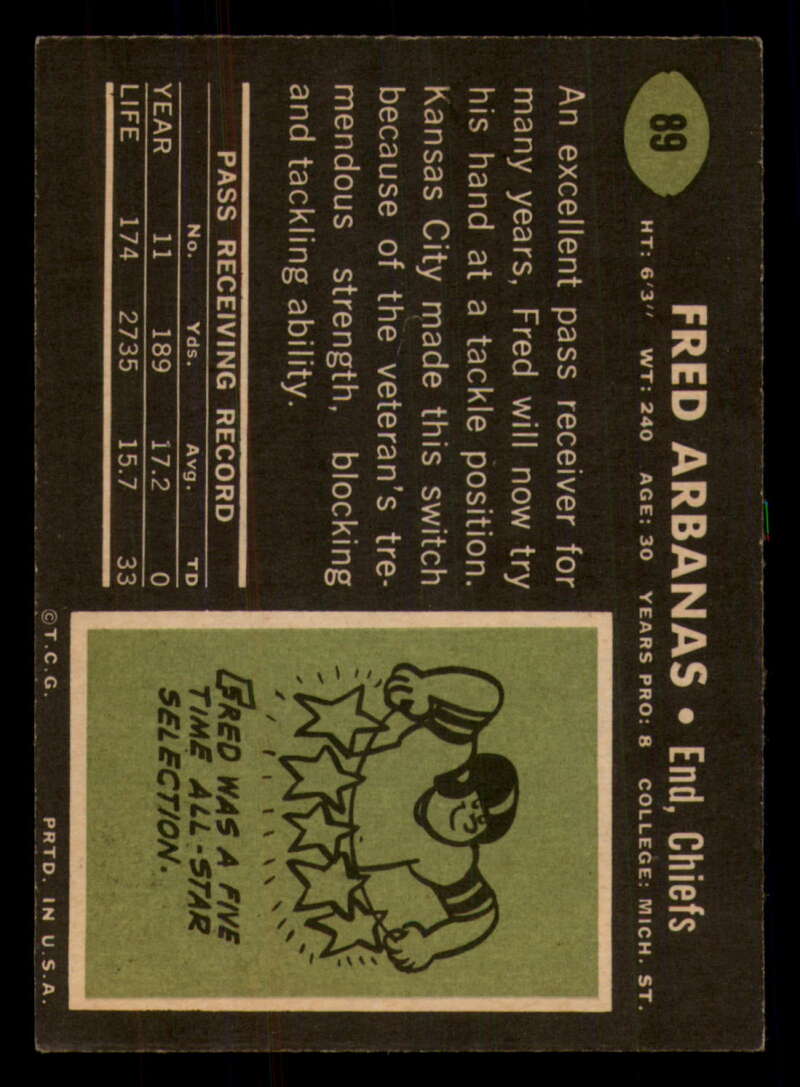 89
FRED ARBANAS • End, Chiefs
HT: 6'3" WT: 240 AGE: 30 YEARS PRO: 8 COLLEGE: MICH. ST.
An excellent pass receiver for
many years, Fred will now try
his hand at a tackle position.
Kansas City made this switch
because of the veteran's tre-
mendous strength, blocking
and tackling ability.
PASS RECEIVING RECORD
No. Yds. Avg. TD
YEAR 11 189 17.2 0
LIFE 174 2735 15.7 33
FRED WAS A FIVE
TIME ALL-STAR
SELECTION.
©T.C.G. PRTD. IN U.S.A.